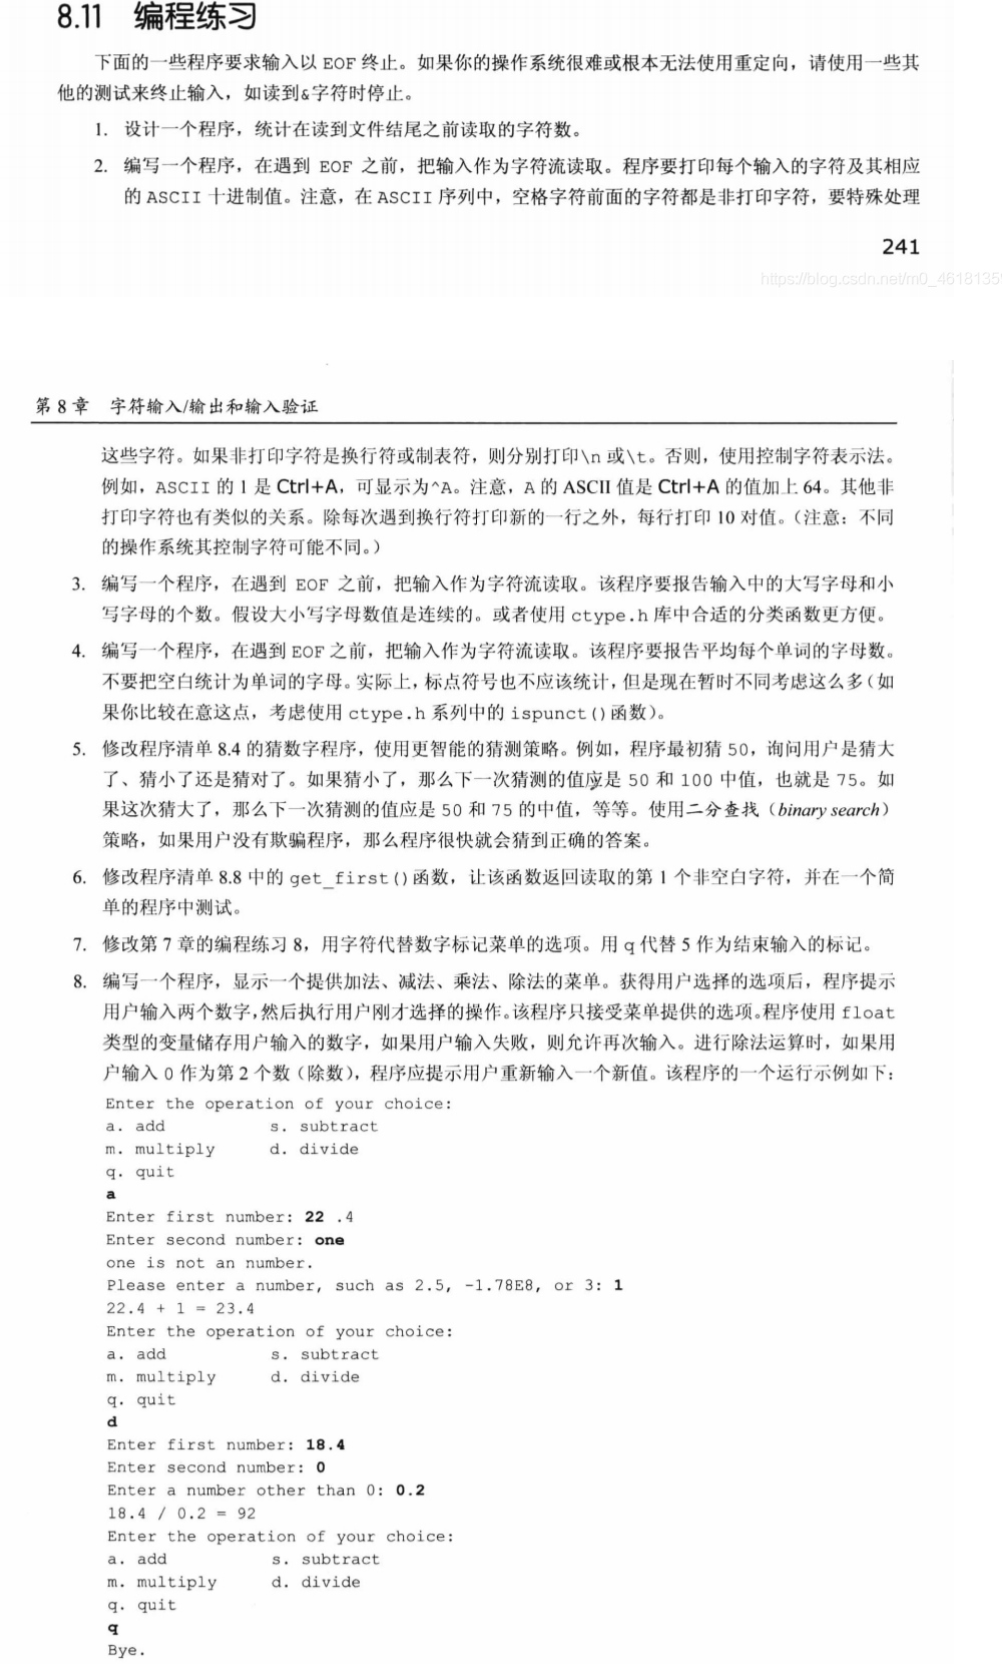 8.11 编程练习
下面的一些程序要求输入以 EOF 终止。如果你的操作系统很难或根本无法使用重定向，请使用一些其
他的测试来终止输入，如读到&字符时停止。
1. 设计一个程序，统计在读到文件结尾之前读取的字符数。
2. 编写一个程序，在遇到 EOF 之前，把输入作为字符流读取。程序要打印每个输入的字符及其相应
的 ASCII 十进制值。注意，在 ASCII 序列中，空格字符前面的字符都是非打印字符，要特殊处理
241
https://blog.csdn.net/m0_4618135
第 8 章 字符输入/输出和输入验证
这些字符。如果非打印字符是换行符或制表符，则分别打印\n 或\t。否则，使用控制字符表示法。
例如，ASCII 的 1 是 Ctrl+A，可显示为^A。注意，A 的 ASCII 值是 Ctrl+A 的值加上 64。其他非
打印字符也有类似的关系。除每次遇到换行符打印新的一行之外，每行打印 10 对值。（注意：不同
的操作系统其控制字符可能不同。）
3. 编写一个程序，在遇到 EOF 之前，把输入作为字符流读取。该程序要报告输入中的大写字母和小
写字母的个数。假设大小写字母数值是连续的。或者使用 ctype.h 库中合适的分类函数更方便。
4. 编写一个程序，在遇到 EOF 之前，把输入作为字符流读取。该程序要报告平均每个单词的字母数。
不要把空白统计为单词的字母。实际上，标点符号也不应该统计，但是现在暂时不同考虑这么多（如
果你比较在意这点，考虑使用 ctype.h 系列中的 ispunct()函数）。
5. 修改程序清单 8.4 的猜数字程序，使用更智能的猜测策略。例如，程序最初猜 50，询问用户是猜大
了、猜小了还是猜对了。如果猜小了，那么下一次猜测的值应是 50 和 100 中值，也就是 75。如
果这次猜大了，那么下一次猜测的值应是 50 和 75 的中值，等等。使用二分查找（binary search）
策略，如果用户没有欺骗程序，那么程序很快就会猜到正确的答案。
6. 修改程序清单 8.8 中的 get_first()函数，让该函数返回读取的第 1 个非空白字符，并在一个简
单的程序中测试。
7. 修改第 7 章的编程练习 8，用字符代替数字标记菜单的选项。用 q 代替 5 作为结束输入的标记。
8. 编写一个程序，显示一个提供加法、减法、乘法、除法的菜单。获得用户选择的选项后，程序提示
用户输入两个数字，然后执行用户刚才选择的操作。该程序只接受菜单提供的选项。程序使用 float
类型的变量储存用户输入的数字，如果用户输入失败，则允许再次输入。进行除法运算时，如果用
户输入 0 作为第 2 个数（除数），程序应提示用户重新输入一个新值。该程序的一个运行示例如下：
Enter the operation of your choice:
a. add s. subtract
m. multiply d. divide
q. quit
a
Enter first number: 22 .4
Enter second number: one
one is not an number.
Please enter a number, such as 2.5, -1.78E8, or 3: 1
22.4 + 1 = 23.4
Enter the operation of your choice:
a. add s. subtract
m. multiply d. divide
q. quit
d
Enter first number: 18.4
Enter second number: 0
Enter a number other than 0: 0.2
18.4 / 0.2 = 92
Enter the operation of your choice:
a. add s. subtract
m. multiply d. divide
q. quit
q
Bye.